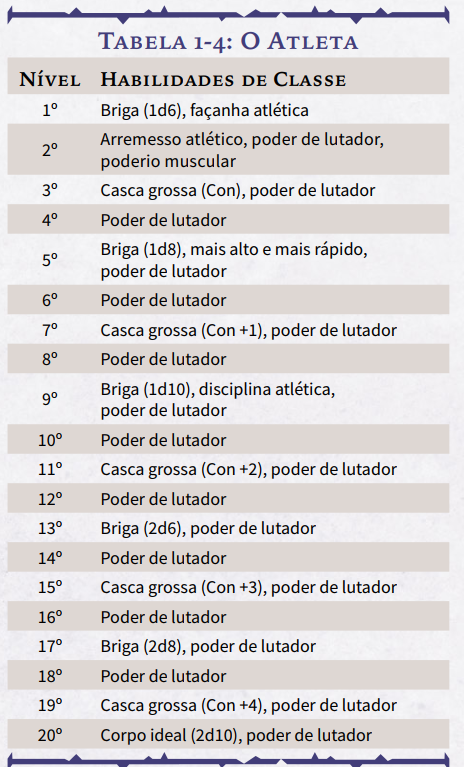 Tabela 1-4: O Atleta
Nível Habilidades de Classe
1º Briga (1d6), façanha atlética
2º Arremesso atlético, poder de lutador,
poderio muscular
3º Casca grossa (Con), poder de lutador
4º Poder de lutador
5º Briga (1d8), mais alto e mais rápido,
poder de lutador
6º Poder de lutador
7º Casca grossa (Con +1), poder de lutador
8º Poder de lutador
9º Briga (1d10), disciplina atlética,
poder de lutador
10º Poder de lutador
11º Casca grossa (Con +2), poder de lutador
12º Poder de lutador
13º Briga (2d6), poder de lutador
14º Poder de lutador
15º Casca grossa (Con +3), poder de lutador
16º Poder de lutador
17º Briga (2d8), poder de lutador
18º Poder de lutador
19º Casca grossa (Con +4), poder de lutador
20º Corpo ideal (2d10), poder de lutador